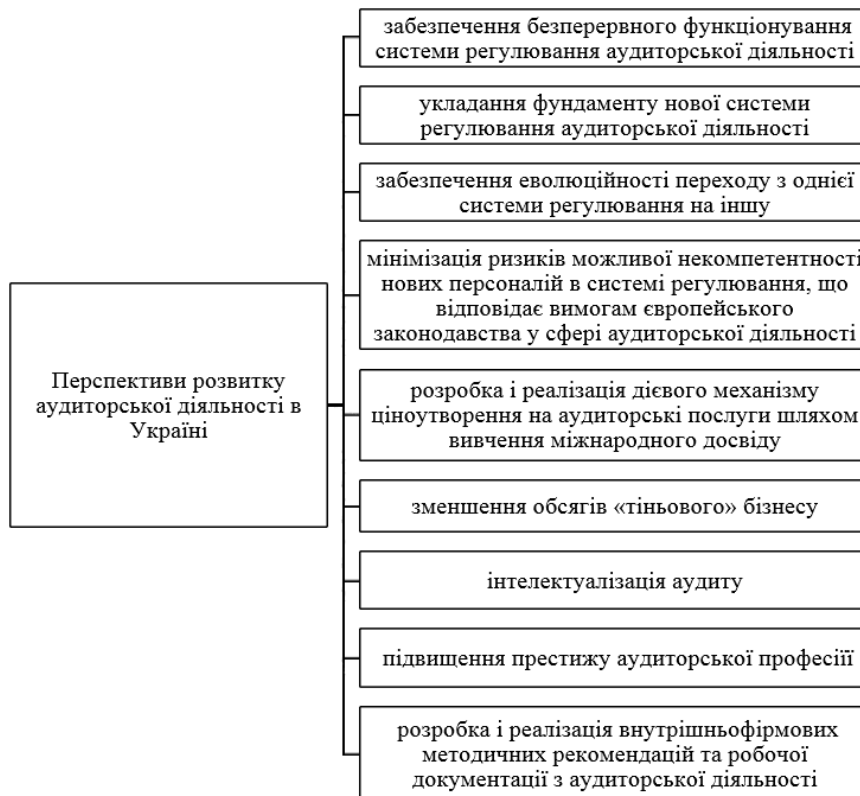 Перспективи розвитку
аудиторської діяльності в
Україні
забезпечення безперервного функціонування
системи регулювання аудиторської діяльності
укладання фундаменту нової системи
регулювання аудиторської діяльності
забезпечення еволюційності переходу з однієї
системи регулювання на іншу
мінімізація ризиків можливої некомпетентності
нових персоналій в системі регулювання, що
відповідає вимогам європейського
законодавства у сфері аудиторської діяльності
розробка і реалізація дієвого механізму
ціноутворення на аудиторські послуги шляхом
вивчення міжнародного досвіду
зменшення обсягів «тіньового» бізнесу
інтелектуалізація аудиту
підвищення престижу аудиторської професіїї
розробка і реалізація внутрішньофірмових
методичних рекомендацій та робочої
документації з аудиторської діяльності